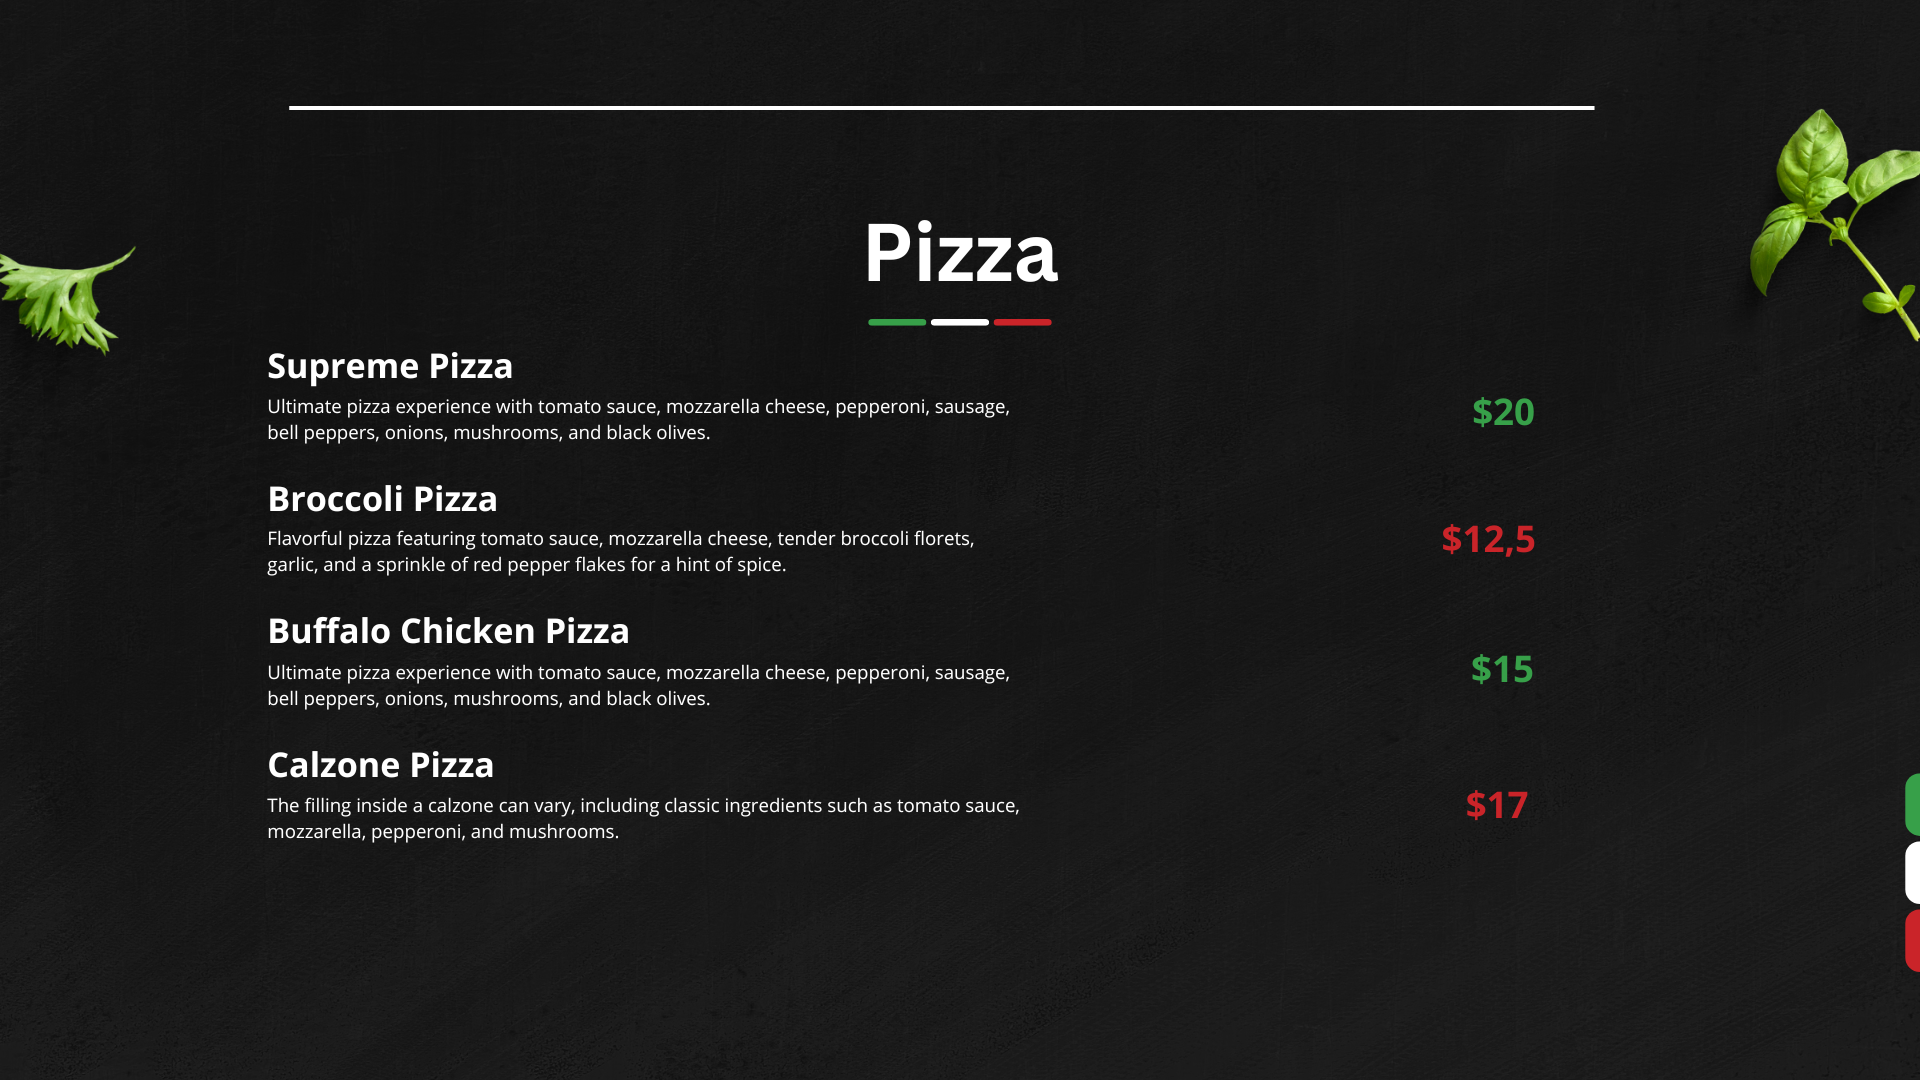 Pizza
Supreme Pizza
Ultimate pizza experience with tomato sauce, mozzarella cheese, pepperoni, sausage,
bell peppers, onions, mushrooms, and black olives.
$20
Broccoli Pizza
Flavorful pizza featuring tomato sauce, mozzarella cheese, tender broccoli florets,
garlic, and a sprinkle of red pepper flakes for a hint of spice.
$12,5
Buffalo Chicken Pizza
Ultimate pizza experience with tomato sauce, mozzarella cheese, pepperoni, sausage,
bell peppers, onions, mushrooms, and black olives.
$15
Calzone Pizza
The filling inside a calzone can vary, including classic ingredients such as tomato sauce,
mozzarella, pepperoni, and mushrooms.
$17